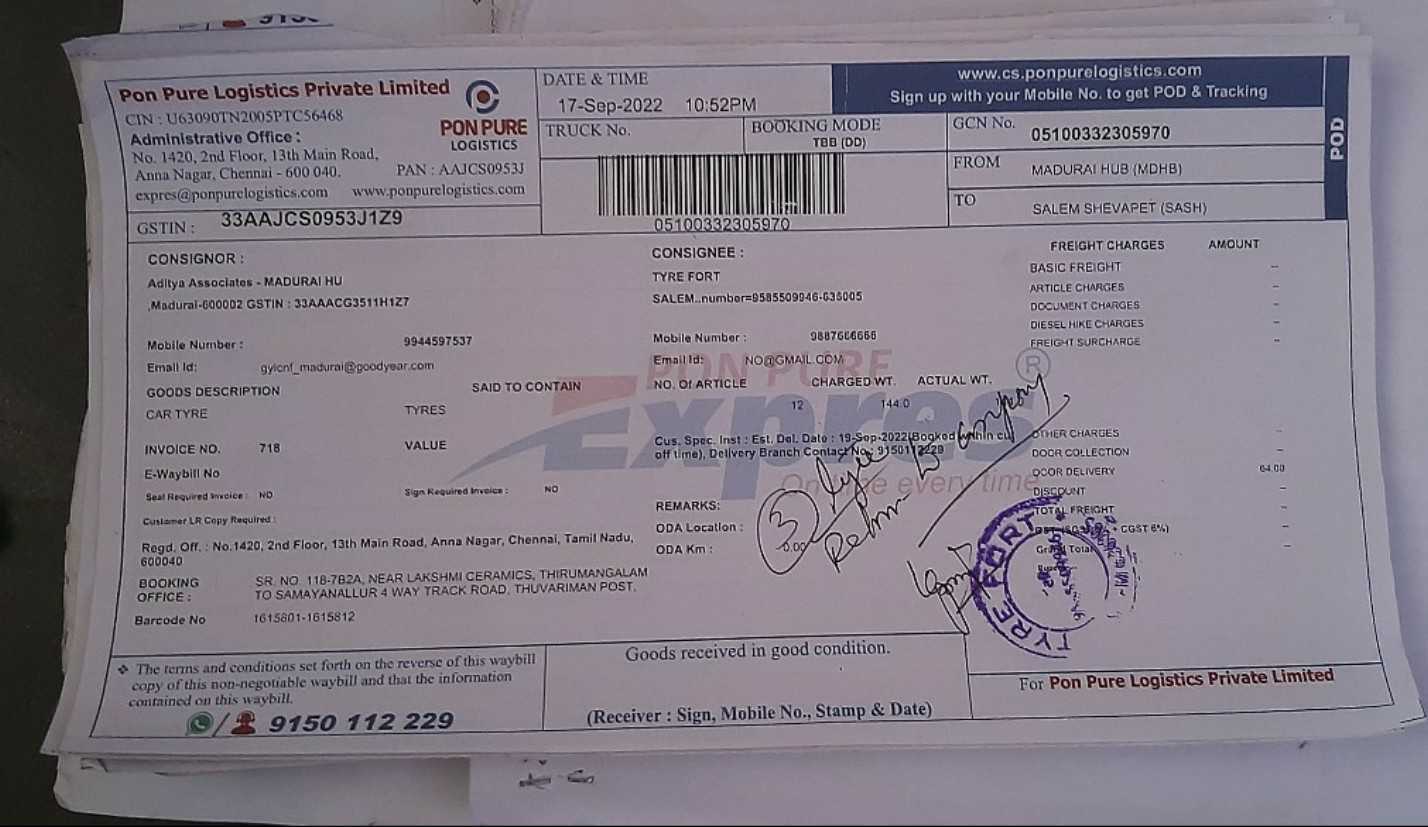 Pon Pure Logistics Private Limited
CIN : U63090TN2005PTC56468
Administrative Office :
No. 1420, 2nd Floor, 13th Main Road,
Anna Nagar, Chennai - 600 040.
PAN : AAJCS0953J
expres@ponpurelogistics.com www.ponpurelogistics.com
PON PURE
LOGISTICS
GSTIN : 33AAJCS0953J1Z9
DATE & TIME
17-Sep-2022 10:52PM
TRUCK No.
BOOKING MODE
TBB (DD)
05100332305970
www.cs.ponpurelogistics.com
Sign up with your Mobile No. to get POD & Tracking
GCN No. 05100332305970
FROM MADURAI HUB (MDHB)
TO SALEM SHEVAPET (SASH)
POD
CONSIGNOR :
Aditya Associates - MADURAI HU
,Madurai-600002 GSTIN : 33AAACG3511H1Z7
Mobile Number : 9944597537
Email Id: gyicnf_madurai@goodyear.com
GOODS DESCRIPTION SAID TO CONTAIN
CAR TYRE TYRES
INVOICE NO. 718 VALUE
E-Waybill No
Seal Required Invoice : NO Sign Required Invoice : NO
Customer LR Copy Required :
Regd. Off. : No.1420, 2nd Floor, 13th Main Road, Anna Nagar, Chennai, Tamil Nadu,
600040
BOOKING OFFICE : SR. NO. 118-7B2A, NEAR LAKSHMI CERAMICS, THIRUMANGALAM
TO SAMAYANALLUR 4 WAY TRACK ROAD, THUVARIMAN POST,
Barcode No 1615801-1615812
CONSIGNEE :
TYRE FORT
SALEM..number=9585509946-636005
Mobile Number : 9887666666
Email Id: NO@GMAIL.COM
NO. Of ARTICLE CHARGED WT. ACTUAL WT.
12 144.0
Cus. Spec. Inst : Est. Del. Date : 19-Sep-2022(Booked within cut
off time), Delivery Branch Contact No : 9150112229
REMARKS:
ODA Location :
ODA Km : 0.00
PON PURE
Expres
On time every time
®
3 tyre
Return to company
FREIGHT CHARGES AMOUNT
BASIC FREIGHT --
ARTICLE CHARGES --
DOCUMENT CHARGES --
DIESEL HIKE CHARGES --
FREIGHT SURCHARGE --
OTHER CHARGES --
DOOR COLLECTION --
DOOR DELIVERY 64.00
DISCOUNT --
TOTAL FREIGHT --
+ CGST 6%) --
Grand Total --
TYRE FORT
❖ The terms and conditions set forth on the reverse of this waybill
copy of this non-negotiable waybill and that the information
contained on this waybill.
9150 112 229
Goods received in good condition.
(Receiver : Sign, Mobile No., Stamp & Date)
For Pon Pure Logistics Private Limited